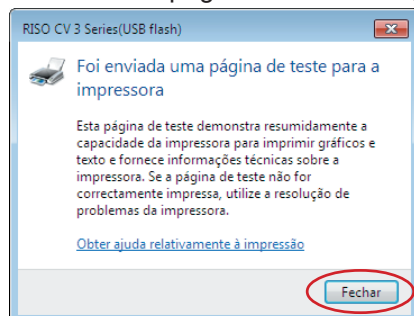 RISO CV 3 Series(USB flash)
Foi enviada uma página de teste para a
impressora
Esta página de teste demonstra resumidamente a
capacidade da impressora para imprimir gráficos e
texto e fornece informações técnicas sobre a
impressora. Se a página de teste não for
correctamente impressa, utilize a resolução de
problemas da impressora.
Obter ajuda relativamente à impressão
Fechar